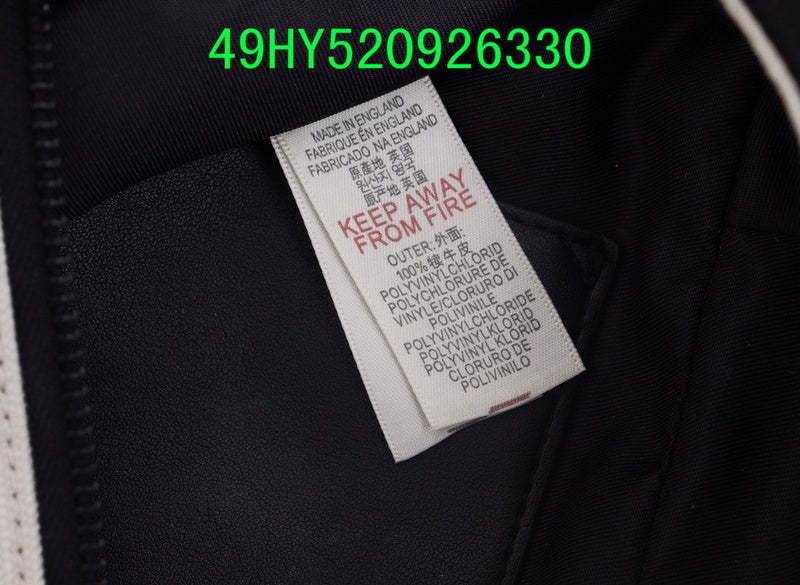 49HY520926330
MADE IN ENGLAND
FABRIQUE EN ENGLAND
FABRICADO NA ENGLAND
原產地 英国
원산지 영국
原产地 英国
KEEP AWAY
FROM FIRE
OUTER: 外面:
100%犊牛皮
POLYVINYLCHLORID
POLYCHLORURE DE
VINYLE/CLORURO DI
POLIVINILE
POLYVINYLCHLORIDE
POLYVINYLKLORID
POLYVINYLKLORID
CLORURO DE
POLIVINILO